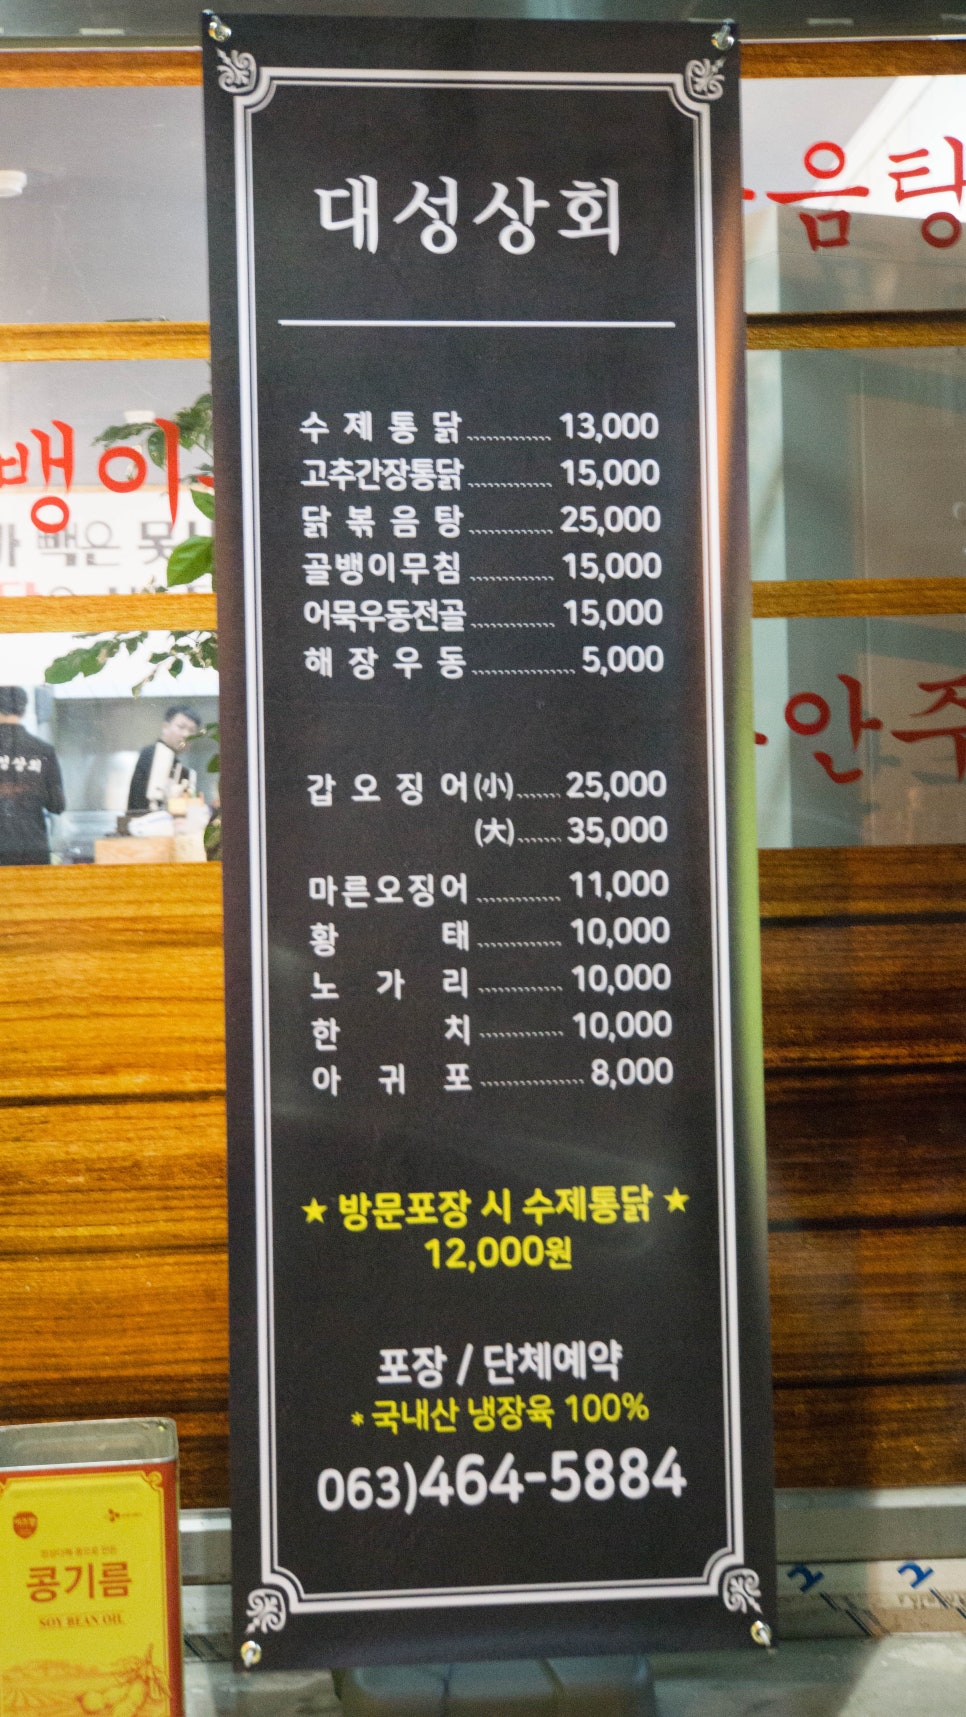 대성상회
수제통닭 13,000
고추간장통닭 15,000
닭볶음탕 25,000
골뱅이무침 15,000
어묵우동전골 15,000
해장우동 5,000
갑오징어(小) 25,000
(大) 35,000
마른오징어 11,000
황태 10,000
노가리 10,000
한치 10,000
아귀포 8,000
★ 방문포장 시 수제통닭 ★
12,000원
포장 / 단체예약
* 국내산 냉장육 100%
063)464-5884
음탕
뱅이
안주
콩기름
SOY BEAN OIL